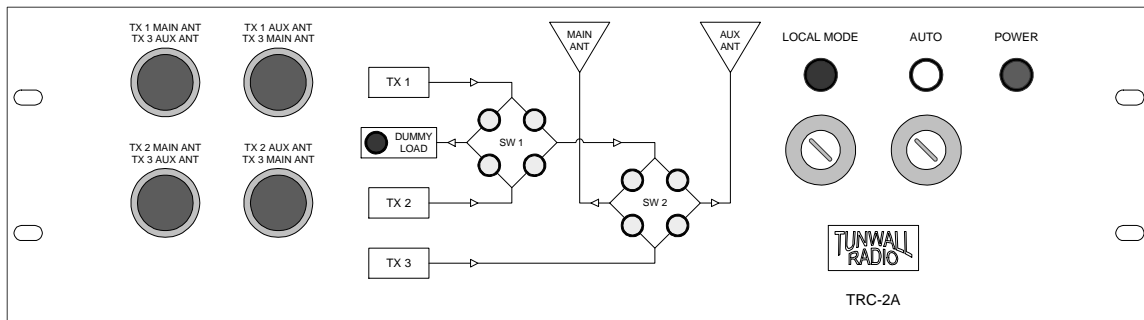 TX 1 MAIN ANT
TX 3 AUX ANT
TX 1 AUX ANT
TX 3 MAIN ANT
TX 2 MAIN ANT
TX 3 AUX ANT
TX 2 AUX ANT
TX 3 MAIN ANT
MAIN
ANT
AUX
ANT
TX 1
DUMMY
LOAD
SW 1
TX 2
SW 2
TX 3
LOCAL MODE
AUTO
POWER
TUNWALL
RADIO
TRC-2A